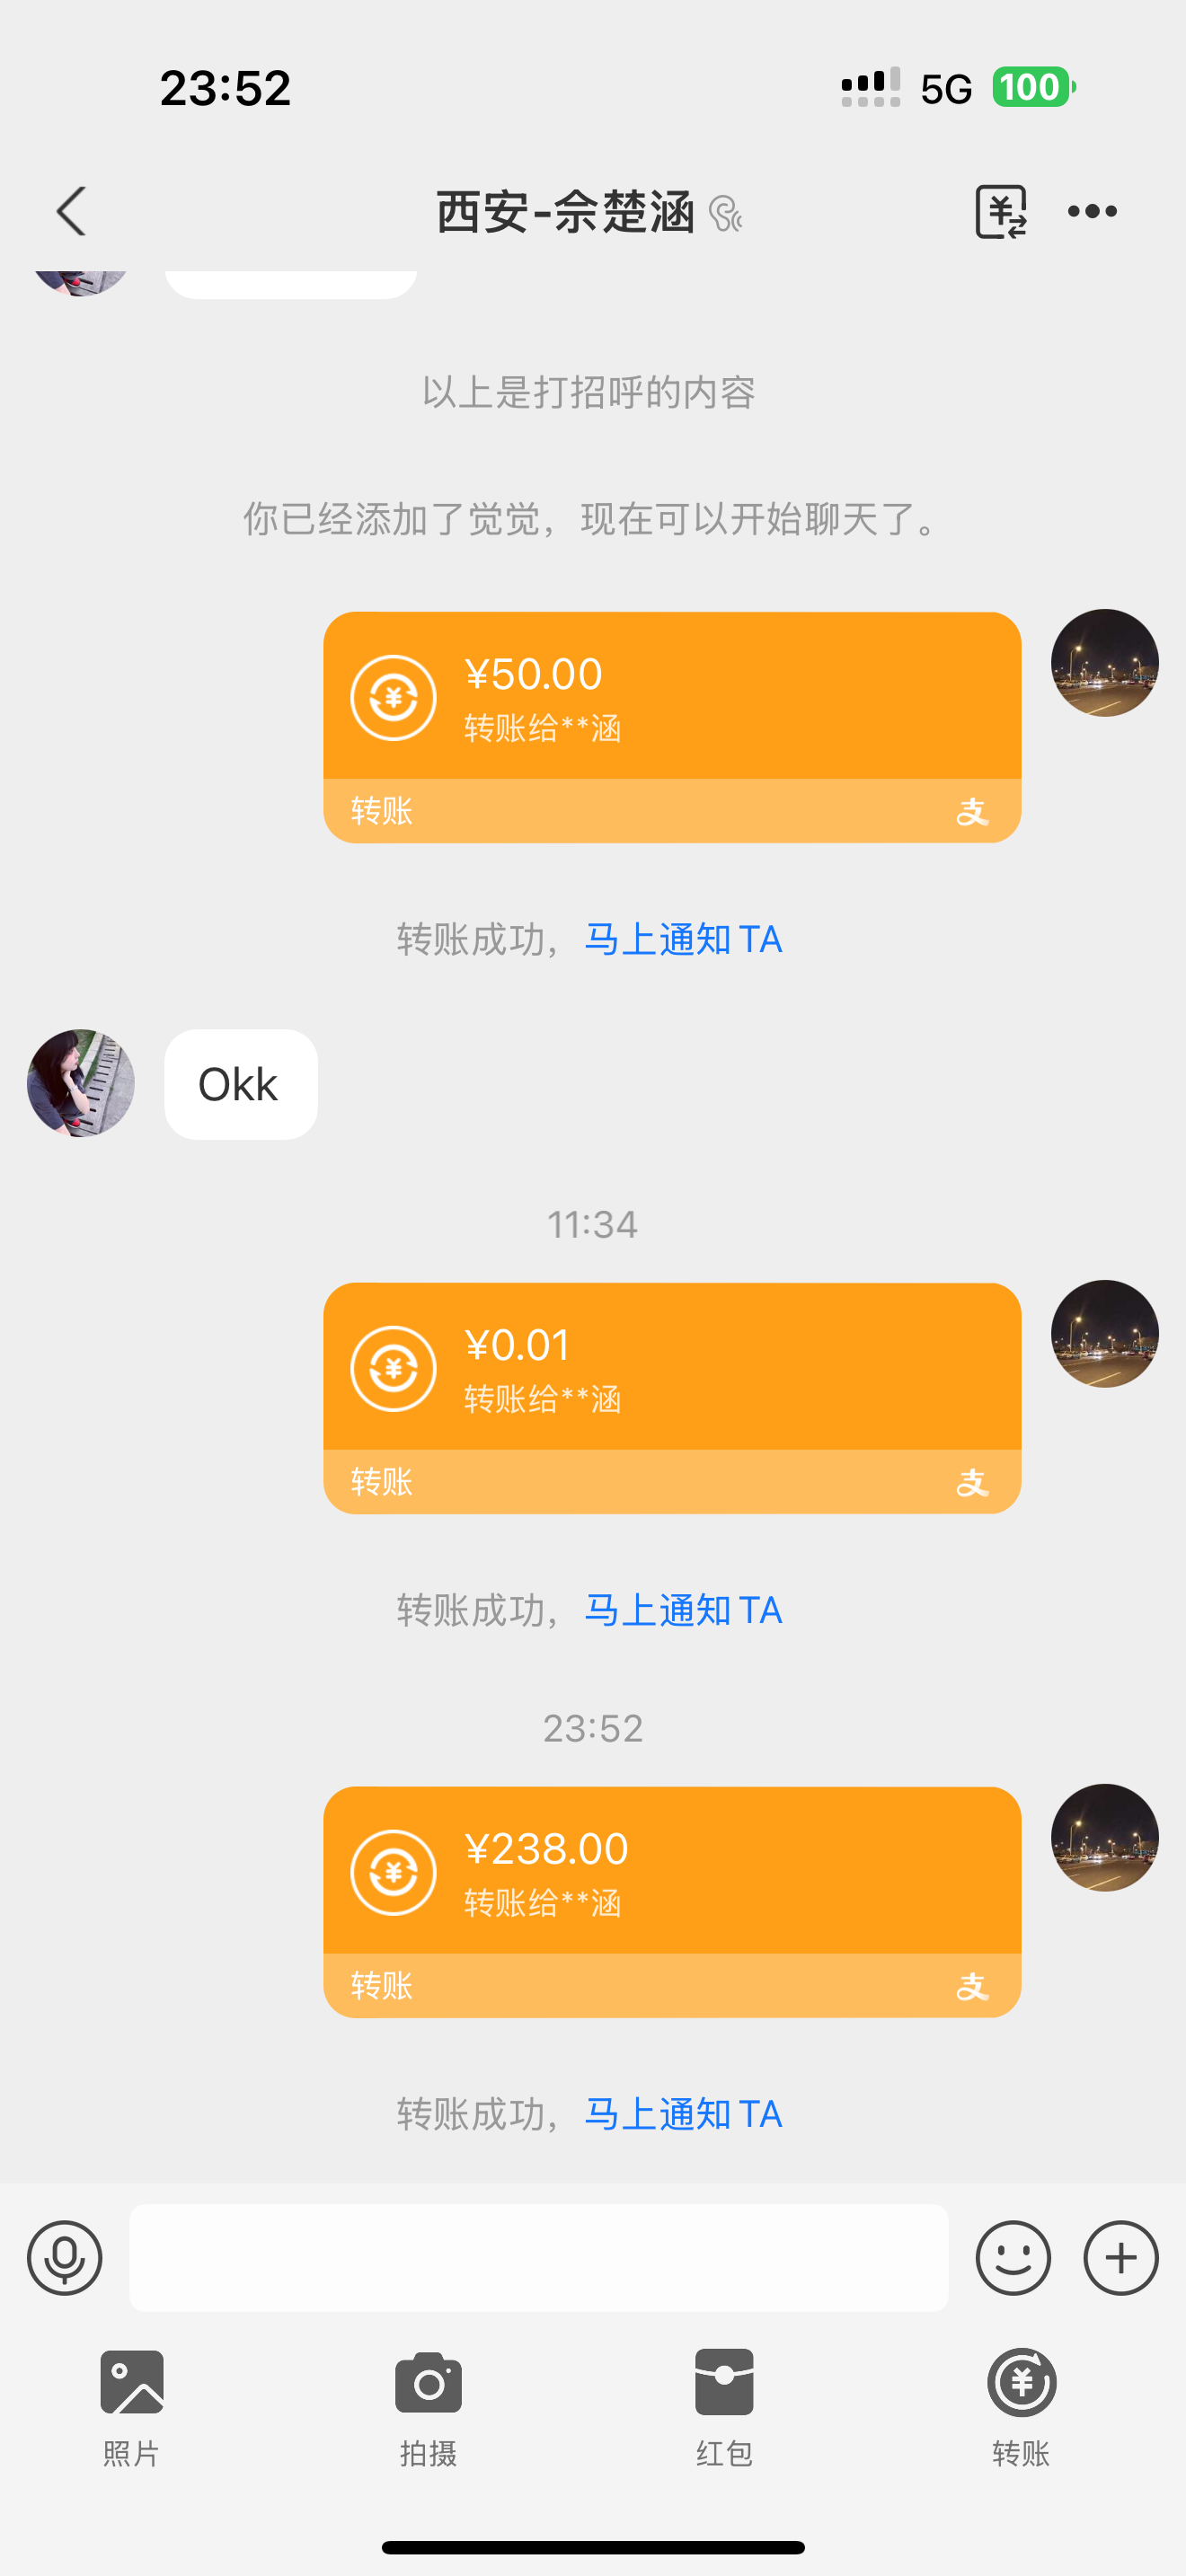 23:52
5G
100
西安-佘楚涵
以上是打招呼的内容
你已经添加了觉觉，现在可以开始聊天了。
¥50.00
转账给**涵
转账
支
转账成功，马上通知 TA
Okk
11:34
¥0.01
转账给**涵
转账
支
转账成功，马上通知 TA
23:52
¥238.00
转账给**涵
转账
支
转账成功，马上通知 TA
照片
拍摄
红包
转账